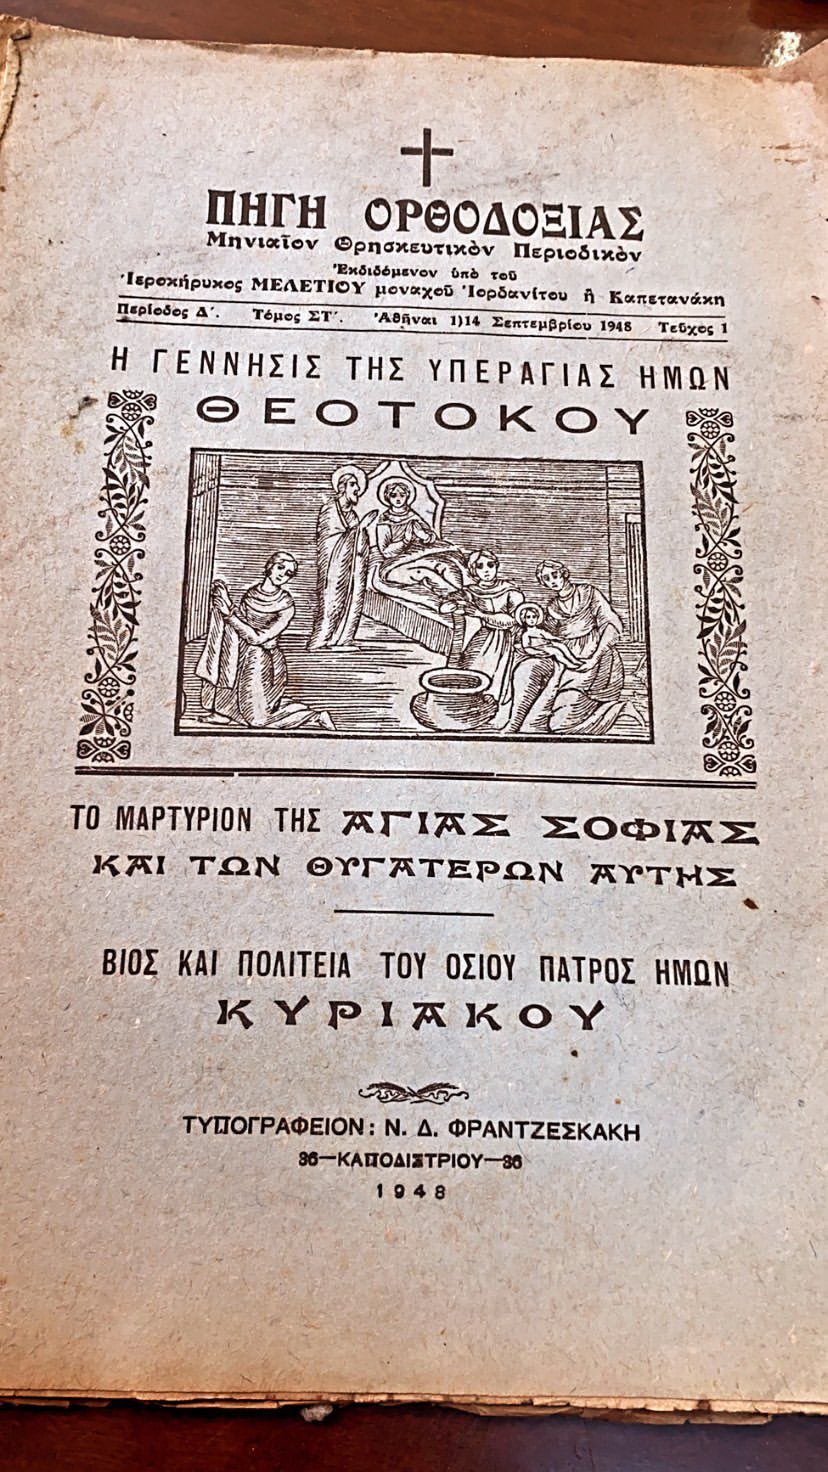 ΠΗΓΗ ΟΡΘΟΔΟΞΙΑΣ
Μηνιαῖον Θρησκευτικὸν Περιοδικὸν
Ἐκδιδόμενον ὑπὸ τοῦ
Ἱεροκήρυκος ΜΕΛΕΤΙΟΥ μοναχοῦ Ἰορδανίτου ἢ Καπετανάκη
Περίοδος Δ΄. Τόμος ΣΤ΄. Ἀθῆναι 1)14 Σεπτεμβρίου 1948 Τεῦχος 1
Η ΓΕΝΝΗΣΙΣ ΤΗΣ ΥΠΕΡΑΓΙΑΣ ΗΜΩΝ
ΘΕΟΤΟΚΟΥ
ΤΟ ΜΑΡΤΥΡΙΟΝ ΤΗΣ ΑΓΙΑΣ ΣΟΦΙΑΣ
ΚΑΙ ΤΩΝ ΘΥΓΑΤΕΡΩΝ ΑΥΤΗΣ
ΒΙΟΣ ΚΑΙ ΠΟΛΙΤΕΙΑ ΤΟΥ ΟΣΙΟΥ ΠΑΤΡΟΣ ΗΜΩΝ
ΚΥΡΙΑΚΟΥ
ΤΥΠΟΓΡΑΦΕΙΟΝ: Ν. Δ. ΦΡΑΝΤΖΕΣΚΑΚΗ
36—ΚΑΠΟΔΙΣΤΡΙΟΥ—36
1948